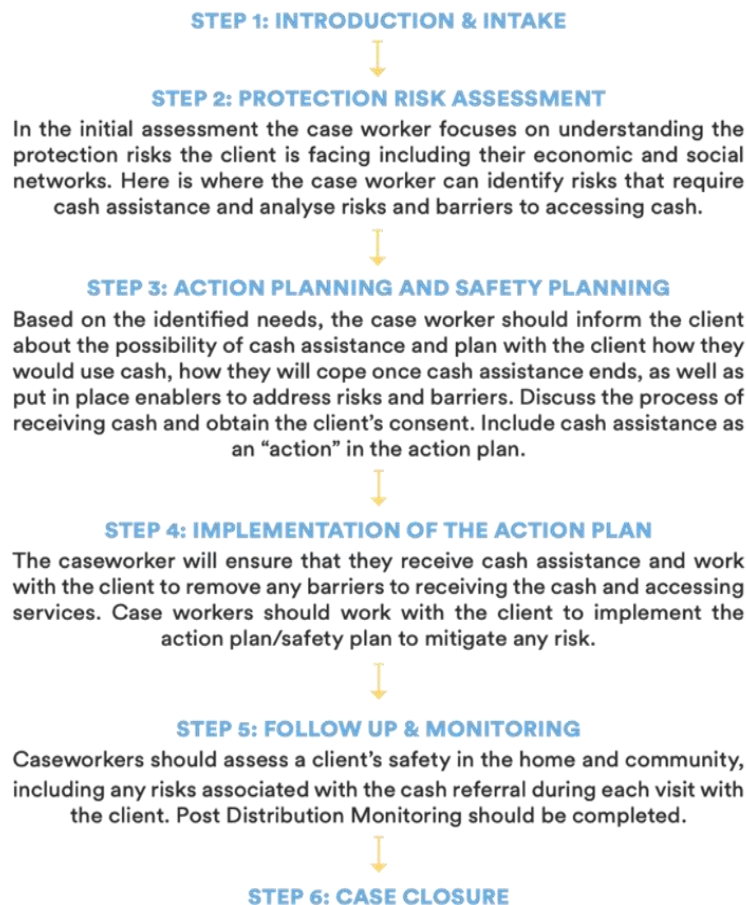 STEP 1: INTRODUCTION & INTAKE
STEP 2: PROTECTION RISK ASSESSMENT
In the initial assessment the case worker focuses on understanding the
protection risks the client is facing including their economic and social
networks. Here is where the case worker can identify risks that require
cash assistance and analyse risks and barriers to accessing cash.
STEP 3: ACTION PLANNING AND SAFETY PLANNING
Based on the identified needs, the case worker should inform the client
about the possibility of cash assistance and plan with the client how they
would use cash, how they will cope once cash assistance ends, as well as
put in place enablers to address risks and barriers. Discuss the process of
receiving cash and obtain the client’s consent. Include cash assistance as
an “action” in the action plan.
STEP 4: IMPLEMENTATION OF THE ACTION PLAN
The caseworker will ensure that they receive cash assistance and work
with the client to remove any barriers to receiving the cash and accessing
services. Case workers should work with the client to implement the
action plan/safety plan to mitigate any risk.
STEP 5: FOLLOW UP & MONITORING
Caseworkers should assess a client’s safety in the home and community,
including any risks associated with the cash referral during each visit with
the client. Post Distribution Monitoring should be completed.
STEP 6: CASE CLOSURE